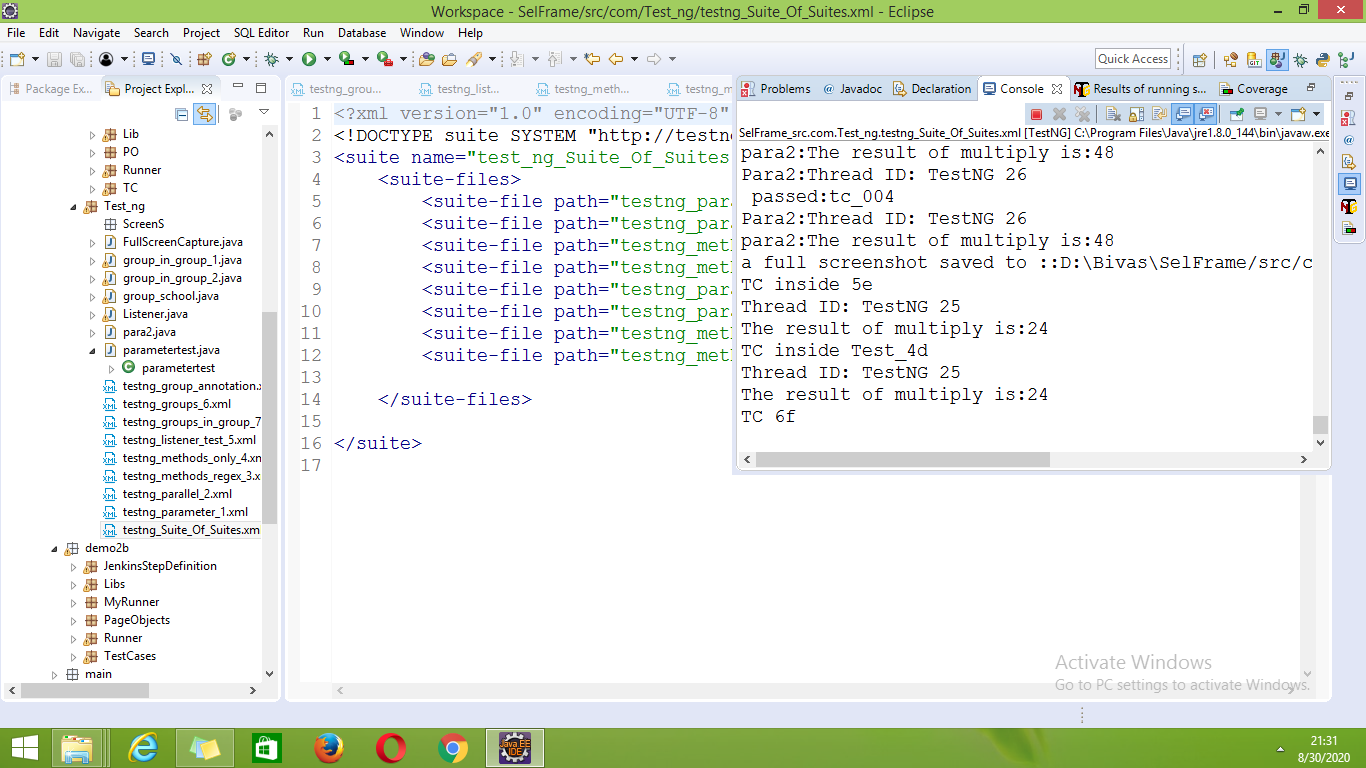 Workspace - SelFrame/src/com/Test_ng/testng_Suite_Of_Suites.xml - Eclipse
File Edit Navigate Search Project Run SQL Editor Run Database Window Help
Quick Access
Package Ex...
Project Expl...
Lib
PO
Runner
TC
Test_ng
ScreenS
FullScreenCapture.java
group_in_group_1.java
group_in_group_2.java
group_school.java
Listener.java
para2.java
parametertest.java
parametertest
testng_group_annotation.x
testng_groups_6.xml
testng_groups_in_group_7
testng_listener_test_5.xml
testng_methods_only_4.xn
testng_methods_regex_3.x
testng_parallel_2.xml
testng_parameter_1.xml
testng_Suite_Of_Suites.xm
demo2b
JenkinsStepDefinition
Libs
MyRunner
PageObjects
Runner
TestCases
main
testng_grou...
testng_list...
testng_meth...
testng_m
1 <?xml version="1.0" encoding="UTF-8"
2 <!DOCTYPE suite SYSTEM "http://testn
3 <suite name="test_ng_Suite_Of_Suites
4 <suite-files>
5 <suite-file path="testng_par
6 <suite-file path="testng_par
7 <suite-file path="testng_met
8 <suite-file path="testng_met
9 <suite-file path="testng_par
10 <suite-file path="testng_par
11 <suite-file path="testng_met
12 <suite-file path="testng_met
13
14 </suite-files>
15
16 </suite>
17
Problems @ Javadoc Declaration Console Results of running s... Coverage
SelFrame_src.com.Test_ng.testng_Suite_Of_Suites.xml [TestNG] C:\Program Files\Java\jre1.8.0_144\bin\javaw.exe
para2:The result of multiply is:48
Para2:Thread ID: TestNG 26
passed:tc_004
Para2:Thread ID: TestNG 26
para2:The result of multiply is:48
a full screenshot saved to ::D:\Bivas\SelFrame/src/c
TC inside 5e
Thread ID: TestNG 25
The result of multiply is:24
TC inside Test_4d
Thread ID: TestNG 25
The result of multiply is:24
TC 6f
Activate Windows
Go to PC settings to activate Windows.
Java EE
IDE
21:31
8/30/2020